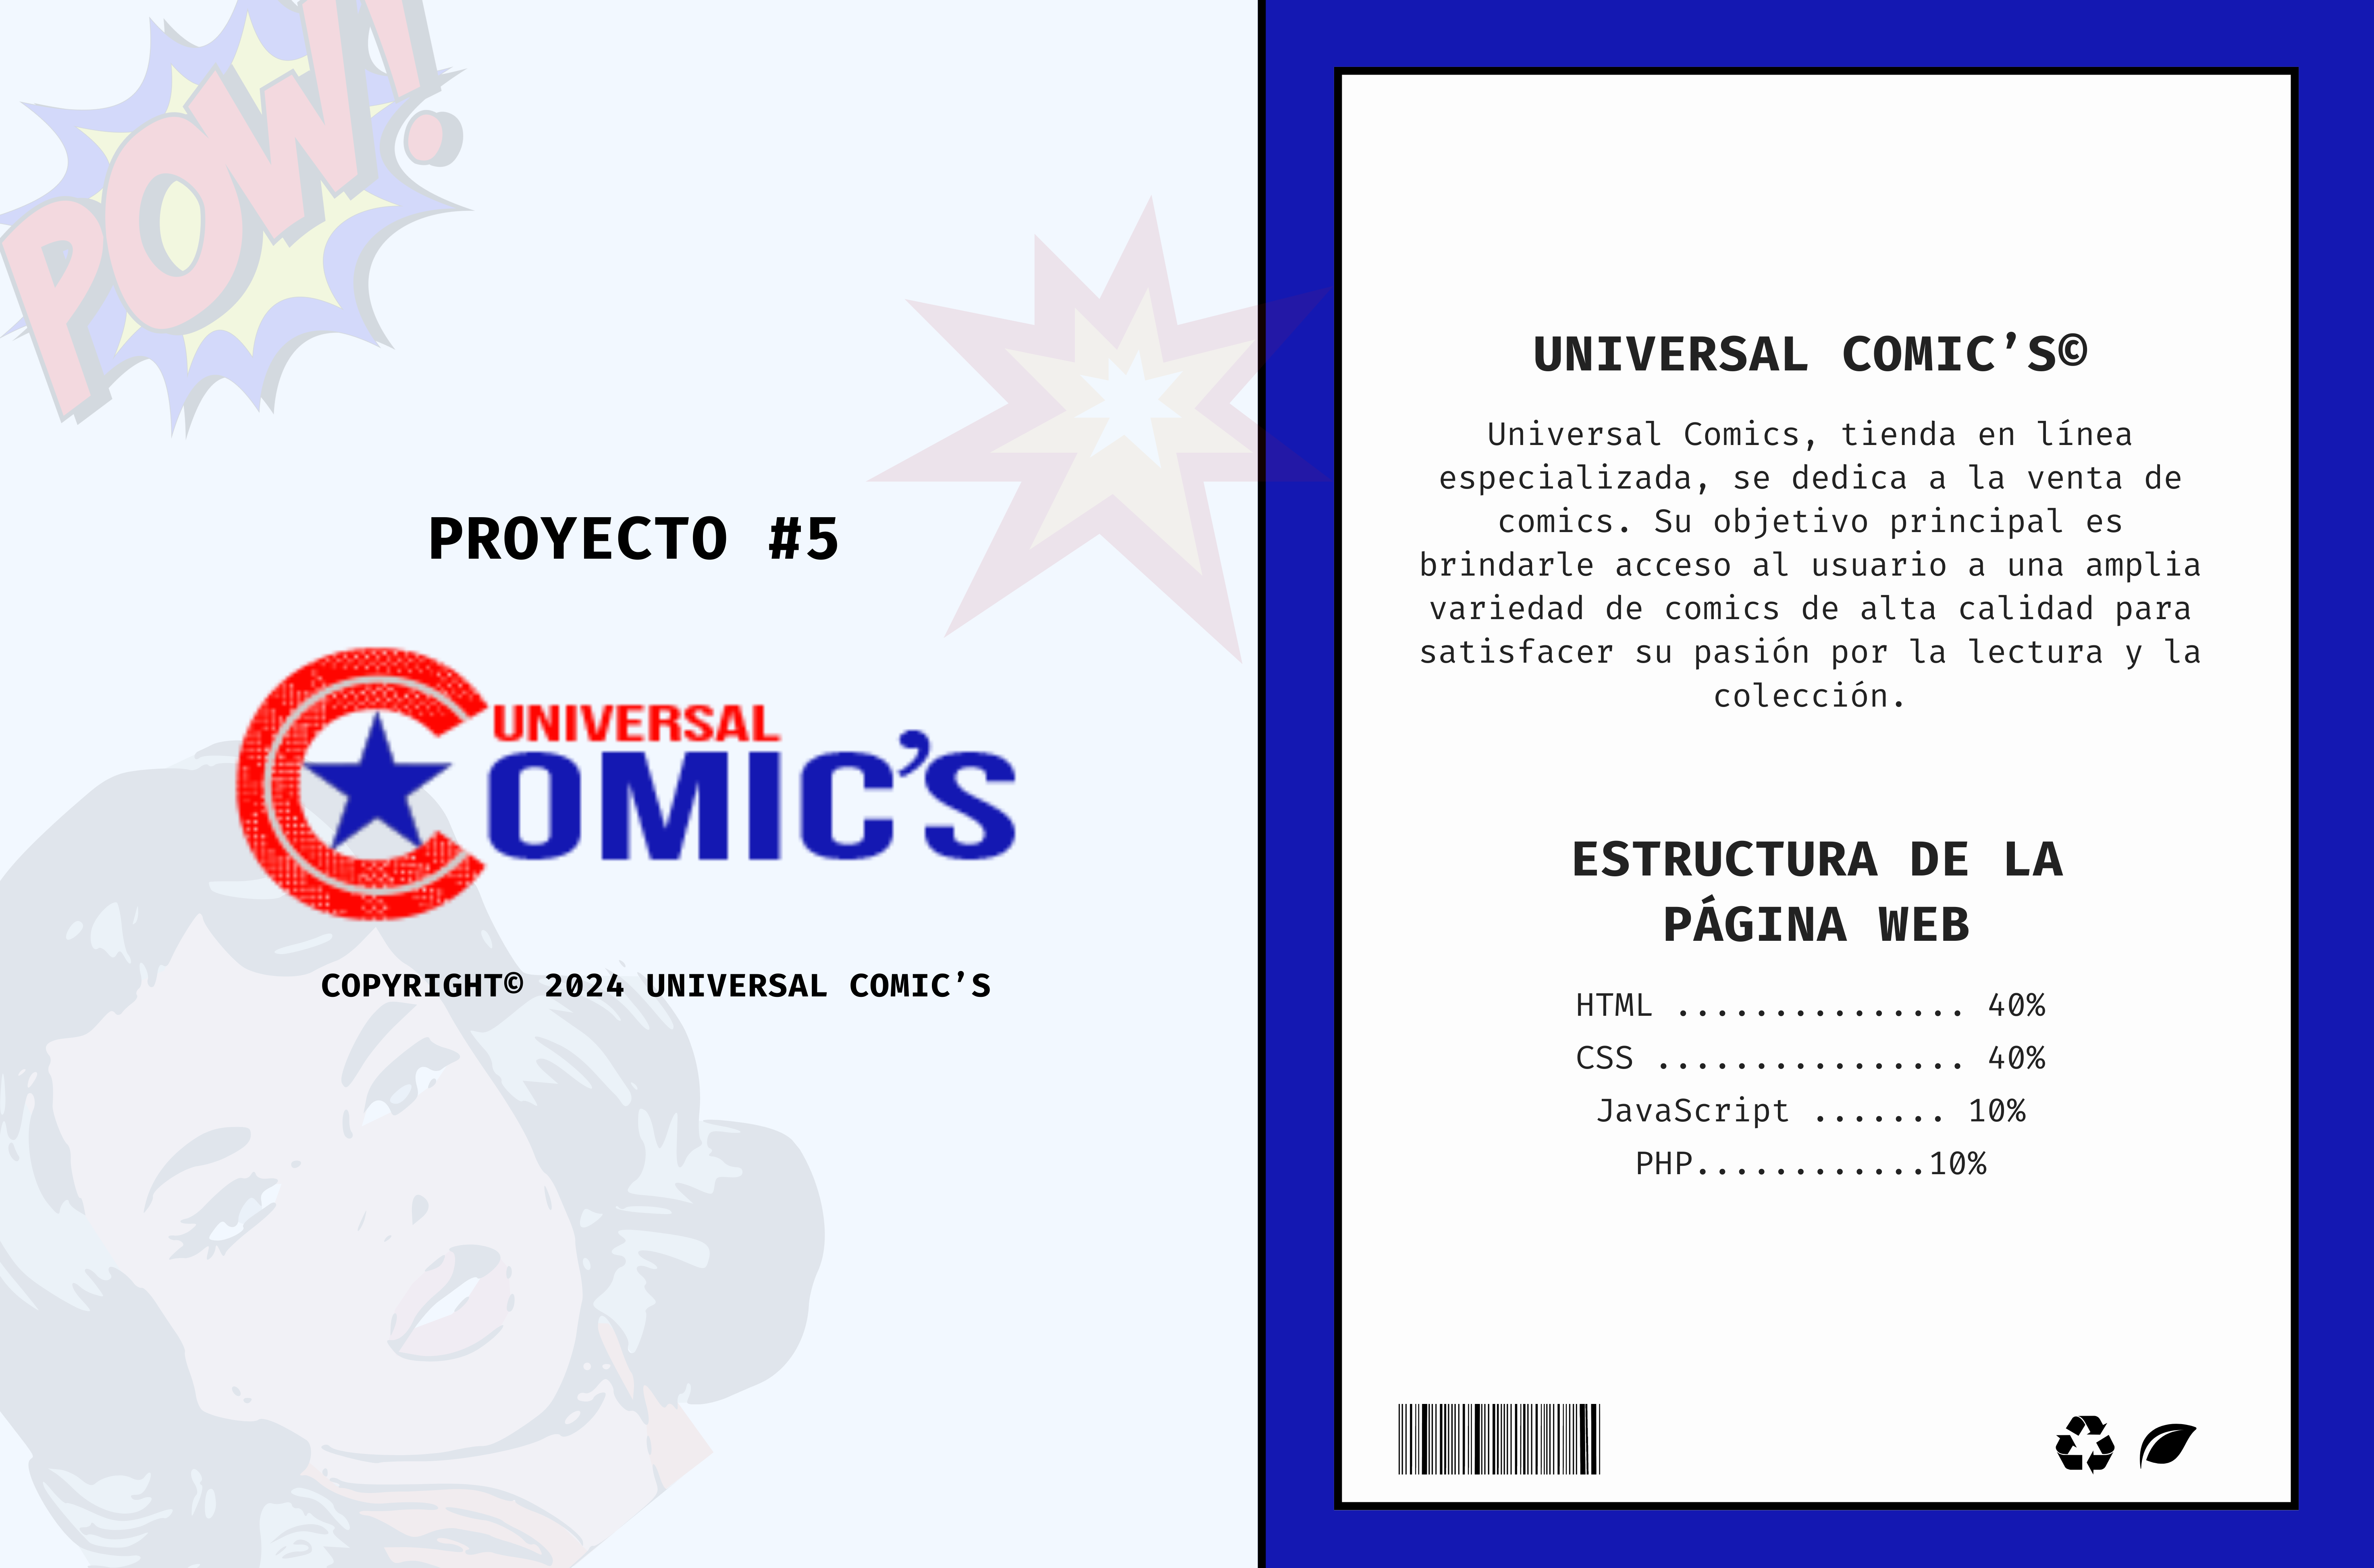 POW!
PROYECTO #5
UNIVERSAL
COMIC’S
COPYRIGHT© 2024 UNIVERSAL COMIC’S
UNIVERSAL COMIC’S©
Universal Comics, tienda en línea
especializada, se dedica a la venta de
comics. Su objetivo principal es
brindarle acceso al usuario a una amplia
variedad de comics de alta calidad para
satisfacer su pasión por la lectura y la
colección.
ESTRUCTURA DE LA
PÁGINA WEB
HTML ............... 40%
CSS ................ 40%
JavaScript ....... 10%
PHP............10%